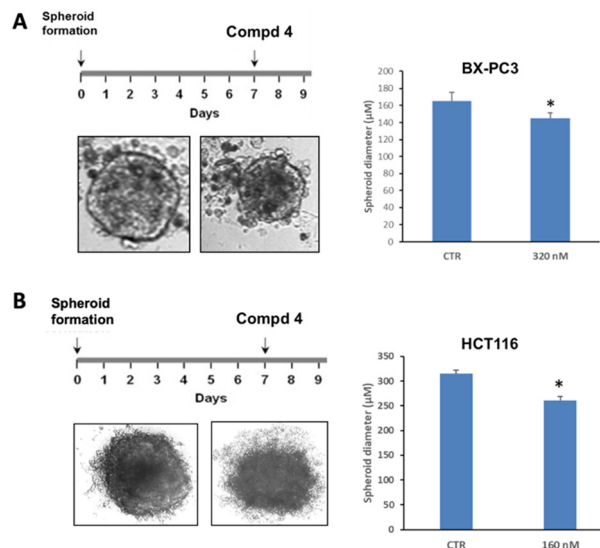 A
Spheroid
formation
Compd 4
0 1 2 3 4 5 6 7 8 9
Days
BX-PC3
Spheroid diameter (µM)
200
180
160
140
120
100
80
60
40
20
0
*
CTR 320 nM
B
Spheroid
formation
Compd 4
0 1 2 3 4 5 6 7 8 9
Days
HCT116
Spheroid diameter (µM)
350
300
250
200
150
100
50
0
*
CTR 160 nM